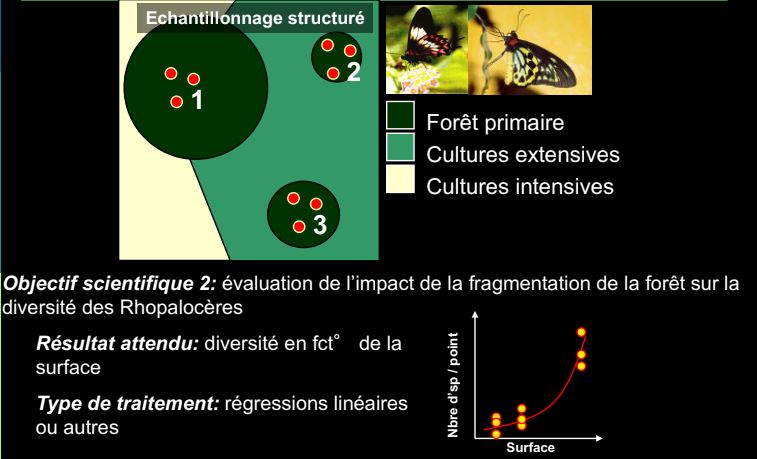 Echantillonnage structuré
1
2
3
Forêt primaire
Cultures extensives
Cultures intensives
Objectif scientifique 2: évaluation de l'impact de la fragmentation de la forêt sur la
diversité des Rhopalocères
Résultat attendu: diversité en fct° de la
surface
Type de traitement: régressions linéaires
ou autres
Nbre d'sp / point
Surface